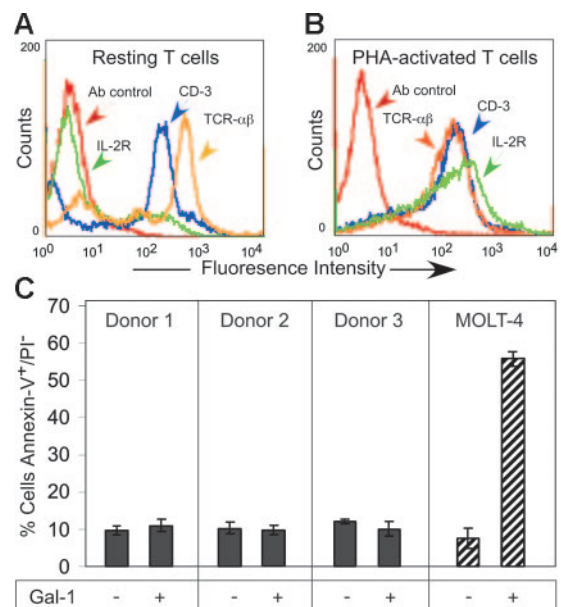 A
B
Resting T cells
PHA-activated T cells
200
Counts
0
Ab control
CD-3
TCR-αβ
IL-2R
10⁰ 10¹ 10² 10³ 10⁴
200
Counts
0
Ab control
CD-3
TCR-αβ
IL-2R
10⁰ 10¹ 10² 10³ 10⁴
Fluoresence Intensity
C
% Cells Annexin-V⁺/PI⁻
70
60
50
40
30
20
10
0
Donor 1 Donor 2 Donor 3 MOLT-4
Gal-1 - + - + - + - +